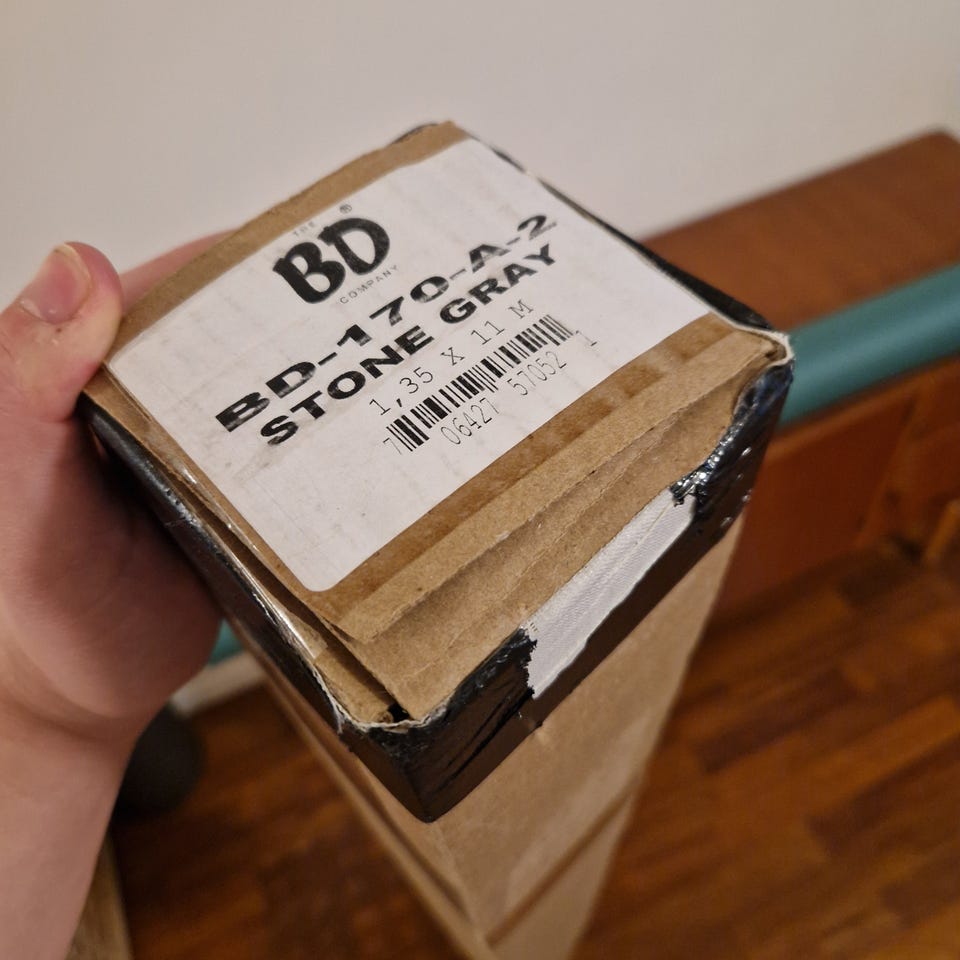 THE ®
BD
COMPANY
BD-170-A-2
STONE GRAY
1,35 X 11 M
7 06427 57052 1